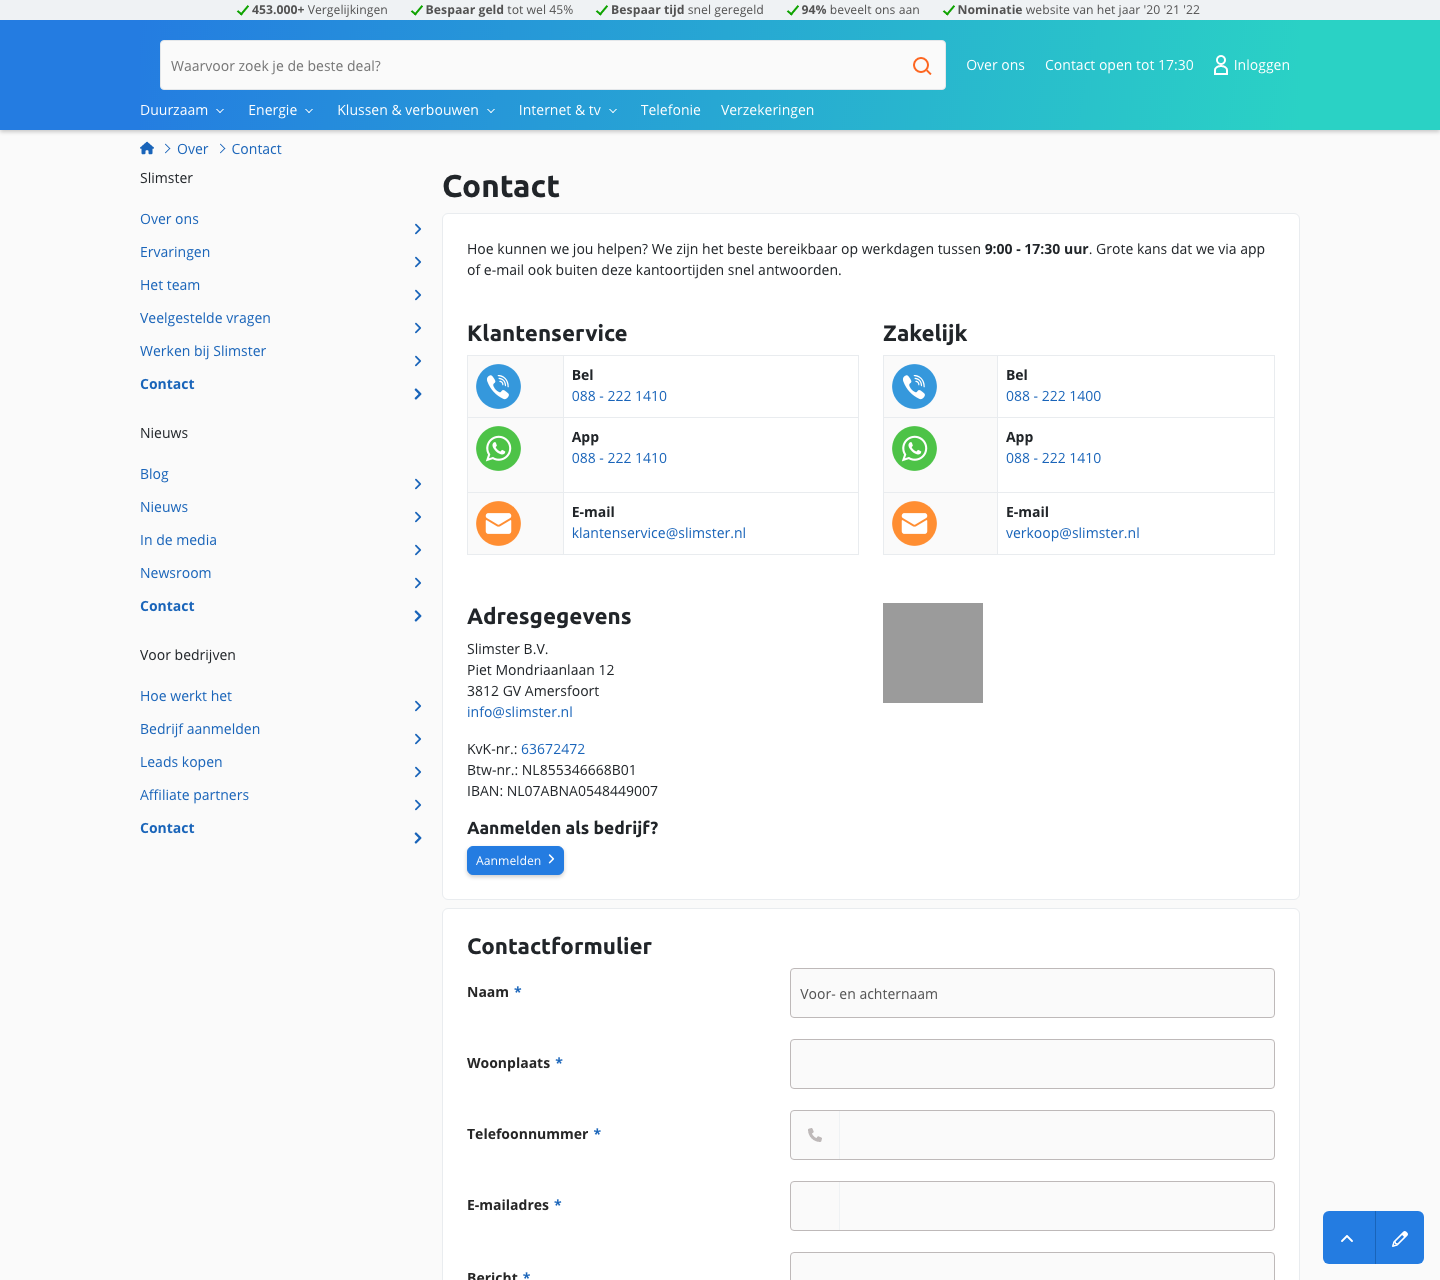 453.000+ Vergelijkingen Bespaar geld tot wel 45% Bespaar tijd snel geregeld 94% beveelt ons aan Nominatie website van het jaar '20 '21 '22
Waarvoor zoek je de beste deal?
Over ons Contact open tot 17:30 Inloggen
Duurzaam Energie Klussen & verbouwen Internet & tv Telefonie Verzekeringen
Over Contact
Slimster
Over ons
Ervaringen
Het team
Veelgestelde vragen
Werken bij Slimster
Contact
Nieuws
Blog
Nieuws
In de media
Newsroom
Contact
Voor bedrijven
Hoe werkt het
Bedrijf aanmelden
Leads kopen
Affiliate partners
Contact
Contact
Hoe kunnen we jou helpen? We zijn het beste bereikbaar op werkdagen tussen 9:00 - 17:30 uur. Grote kans dat we via app
of e-mail ook buiten deze kantoortijden snel antwoorden.
Klantenservice
Bel
088 - 222 1410
App
088 - 222 1410
E-mail
klantenservice@slimster.nl
Zakelijk
Bel
088 - 222 1400
App
088 - 222 1410
E-mail
verkoop@slimster.nl
Adresgegevens
Slimster B.V.
Piet Mondriaanlaan 12
3812 GV Amersfoort
info@slimster.nl
KvK-nr.: 63672472
Btw-nr.: NL855346668B01
IBAN: NL07ABNA0548449007
Aanmelden als bedrijf?
Aanmelden
Contactformulier
Naam *
Voor- en achternaam
Woonplaats *
Telefoonnummer *
E-mailadres *
Bericht *